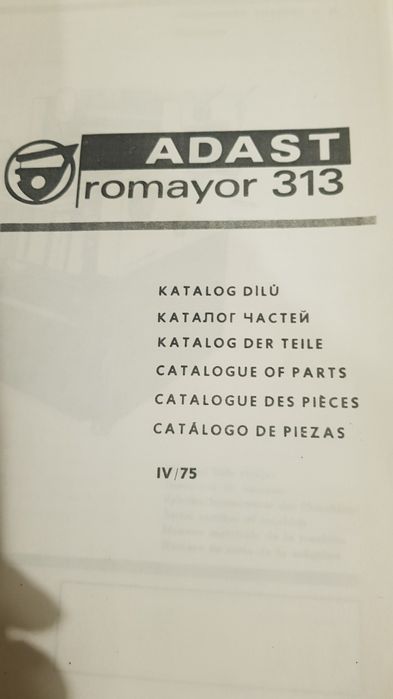 ADAST
romayor 313
KATALOG DÍLŮ
КАТАЛОГ ЧАСТЕЙ
KATALOG DER TEILE
CATALOGUE OF PARTS
CATALOGUE DES PIÈCES
CATÁLOGO DE PIEZAS
IV/75